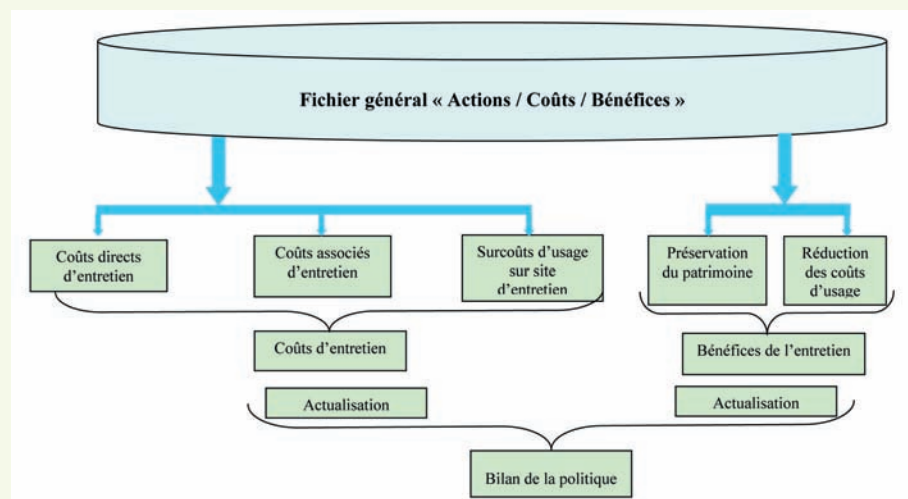 Fichier général « Actions / Coûts / Bénéfices »
Coûts directs
d’entretien
Coûts associés
d’entretien
Surcoûts d’usage
sur site
d’entretien
Préservation
du patrimoine
Réduction
des coûts
d’usage
Coûts d’entretien
Bénéfices de l’entretien
Actualisation
Actualisation
Bilan de la politique